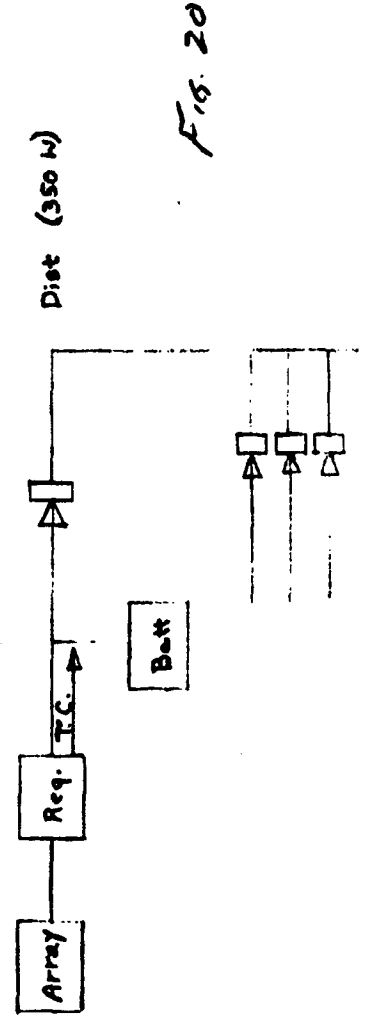 Array
Reg.
T.C.
Batt
Dist (350 W)
Fig. 20